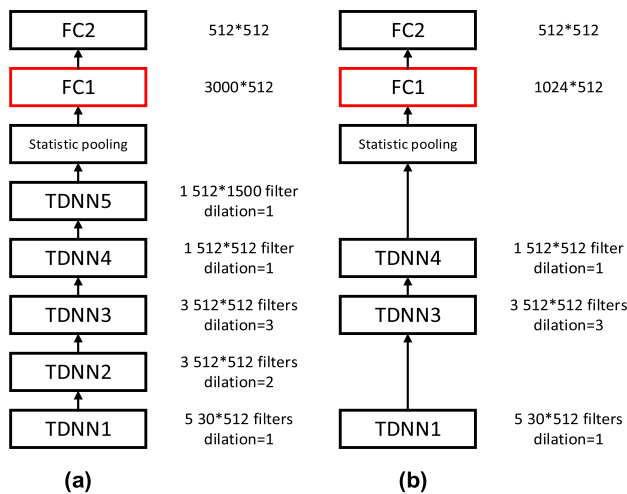 FC2 512*512
FC1 3000*512
Statistic pooling
TDNN5 1 512*1500 filter
dilation=1
TDNN4 1 512*512 filter
dilation=1
TDNN3 3 512*512 filters
dilation=3
TDNN2 3 512*512 filters
dilation=2
TDNN1 5 30*512 filters
dilation=1
(a)
FC2 512*512
FC1 1024*512
Statistic pooling
TDNN4 1 512*512 filter
dilation=1
TDNN3 3 512*512 filters
dilation=3
TDNN1 5 30*512 filters
dilation=1
(b)